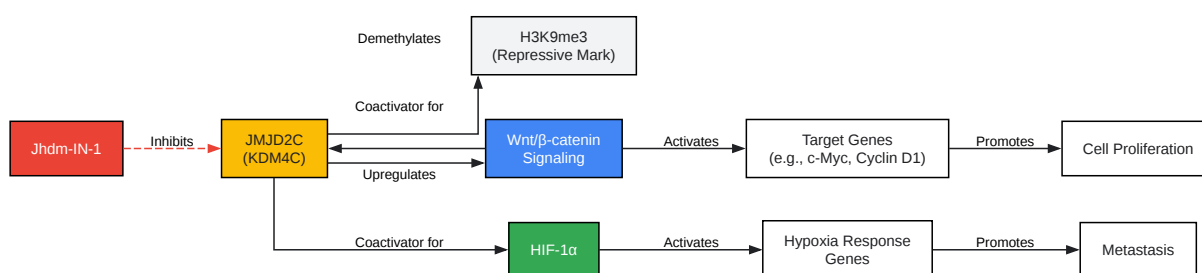 Demethylates
H3K9me3
(Repressive Mark)
Coactivator for
Jhdm-IN-1
Inhibits
JMJD2C
(KDM4C)
Wnt/β-catenin
Signaling
Activates
Target Genes
(e.g., c-Myc, Cyclin D1)
Promotes
Cell Proliferation
Upregulates
Coactivator for
HIF-1α
Activates
Hypoxia Response
Genes
Promotes
Metastasis